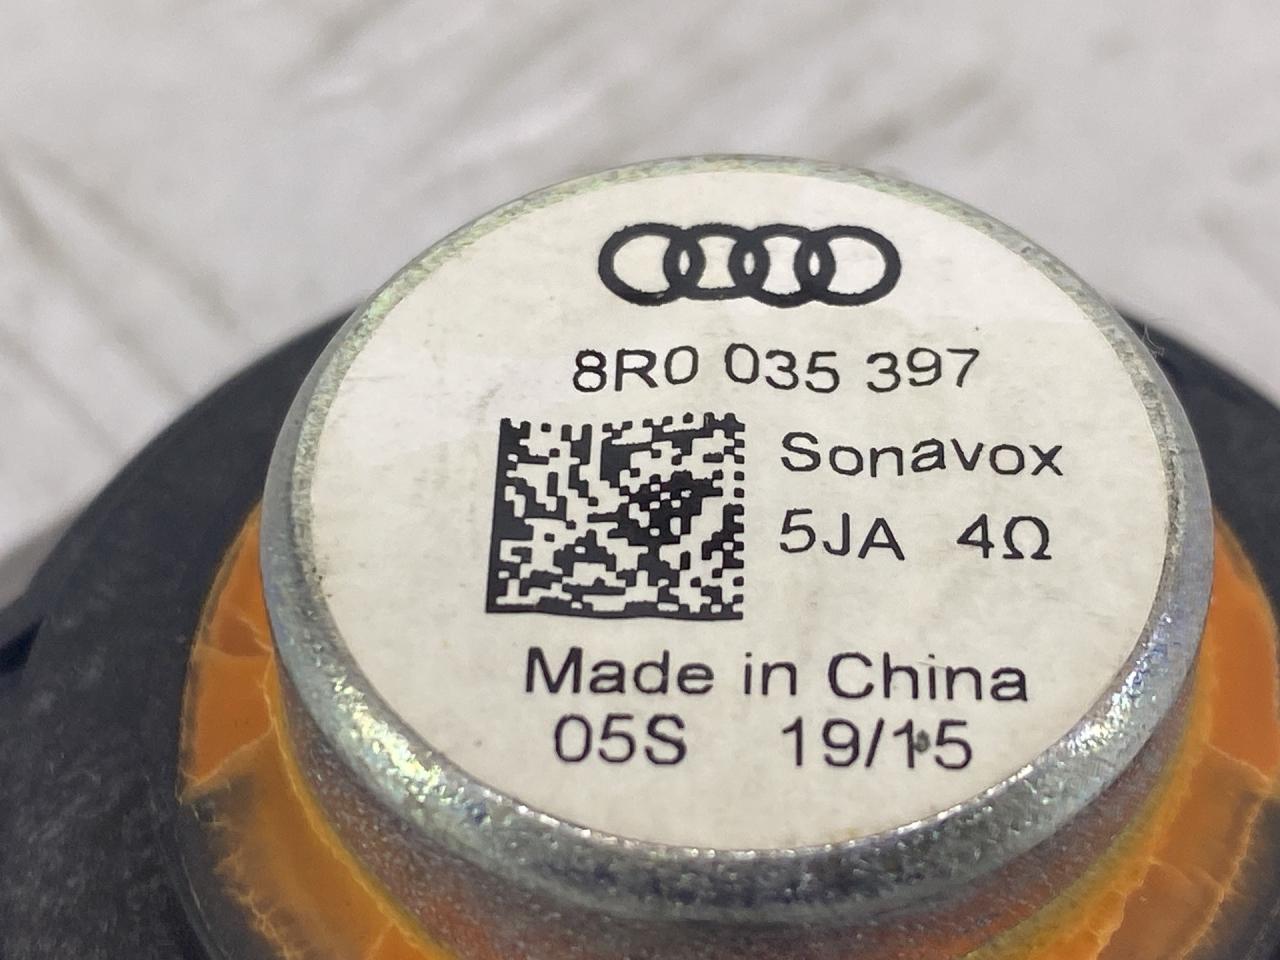 8R0 035 397
Sonavox
5JA 4Ω
Made in China
05S 19/15